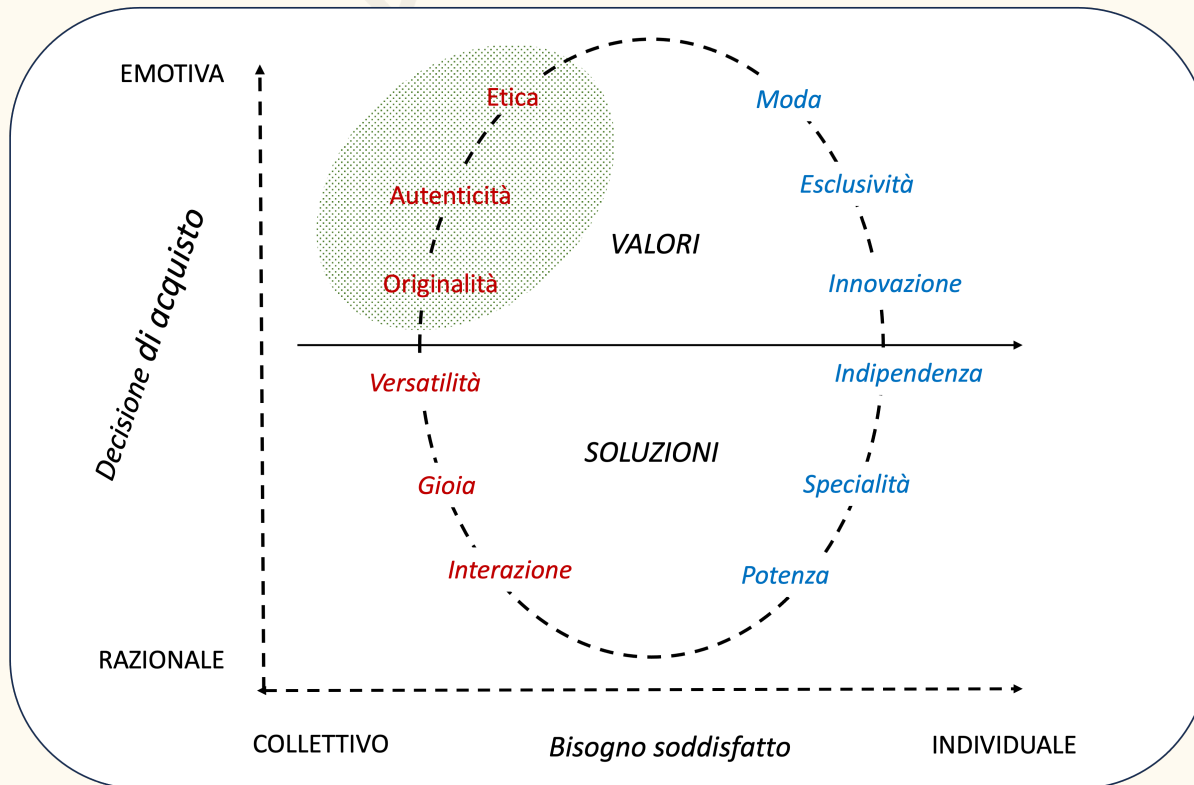 EMOTIVA
Etica
Moda
Autenticità
Esclusività
Decisione di acquisto
VALORI
Originalità
Innovazione
Versatilità
Indipendenza
SOLUZIONI
Gioia
Specialità
Interazione
Potenza
RAZIONALE
COLLETTIVO
Bisogno soddisfatto
INDIVIDUALE